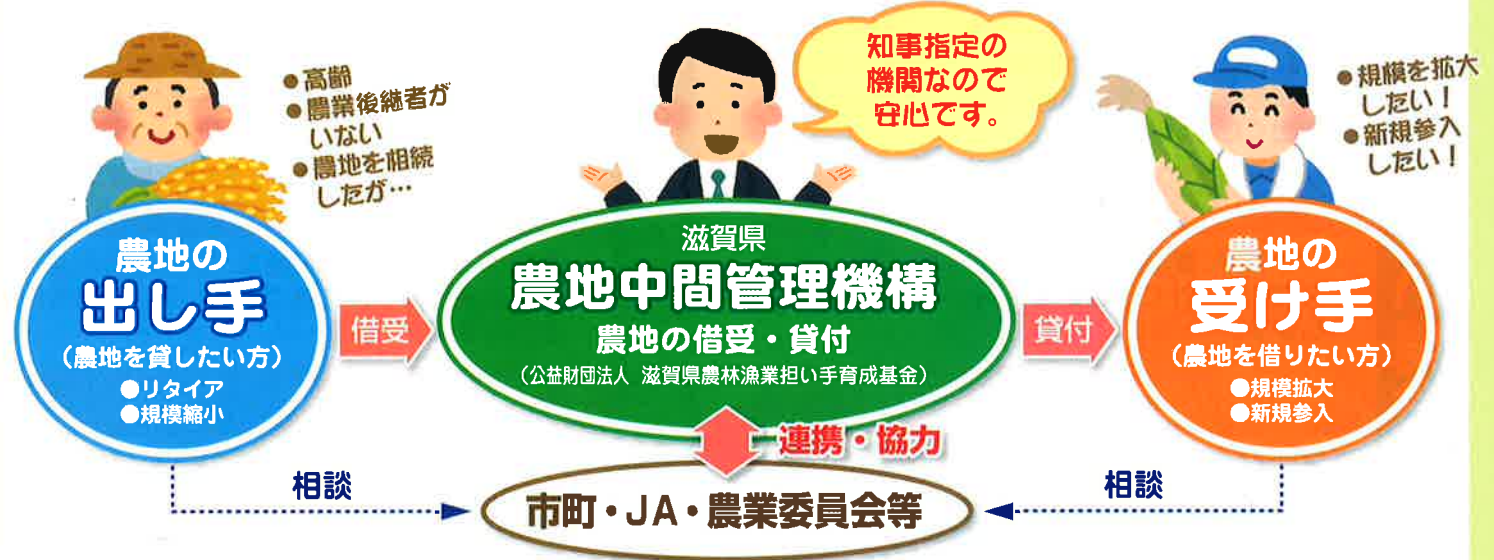 ●高齢
●農業後継者が
いない
●農地を相続
したが…
知事指定の
機関なので
安心です。
●規模を拡大
したい!
●新規参入
したい!
農地の
出し手
(農地を貸したい方)
●リタイア
●規模縮小
借受
滋賀県
農地中間管理機構
農地の借受・貸付
(公益財団法人 滋賀県農林漁業担い手育成基金)
貸付
農地の
受け手
(農地を借りたい方)
●規模拡大
●新規参入
連携・協力
相談
市町・JA・農業委員会等
相談